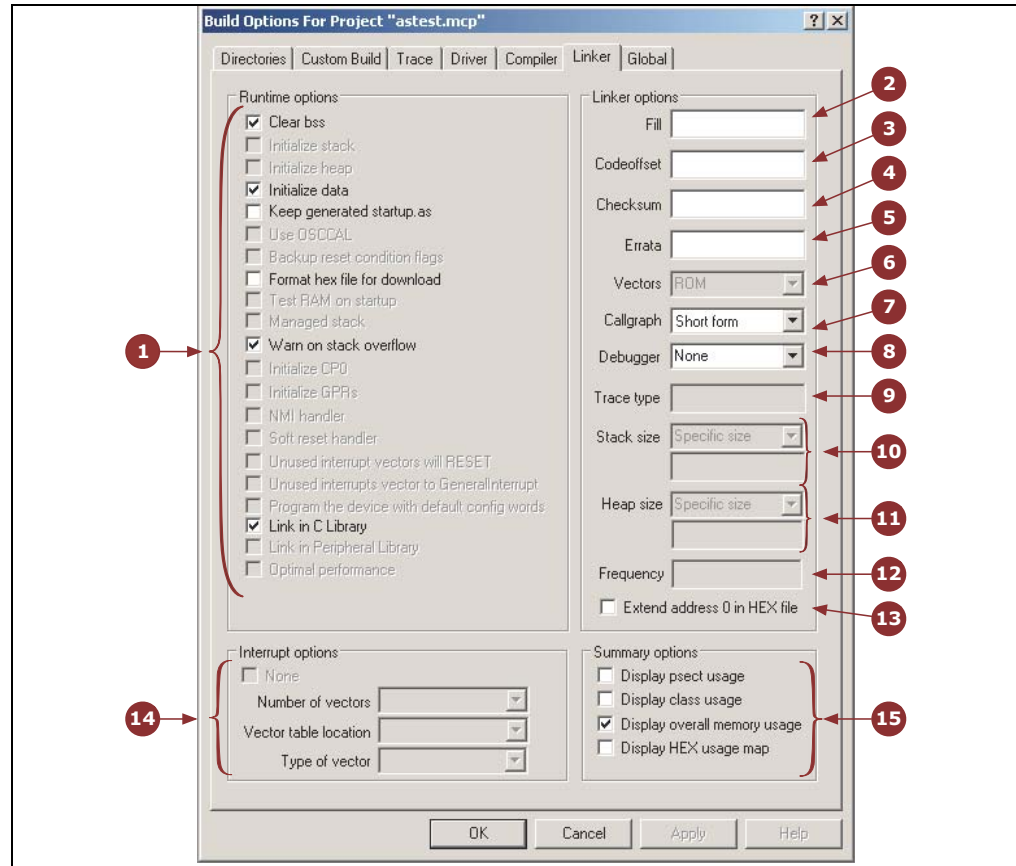 Build Options For Project "astest.mcp"
Directories Custom Build Trace Driver Compiler Linker Global
Runtime options
Clear bss
Initialize stack
Initialize heap
Initialize data
Keep generated startup.as
Use OSCCAL
Backup reset condition flags
Format hex file for download
Test RAM on startup
Managed stack
Warn on stack overflow
Initialize CP0
Initialize GPRs
NMI handler
Soft reset handler
Unused interrupt vectors will RESET
Unused interrupts vector to GeneralInterrupt
Program the device with default config words
Link in C Library
Link in Peripheral Library
Optimal performance
1
Linker options
Fill
2
Codeoffset
3
Checksum
4
Errata
5
Vectors ROM
6
Callgraph Short form
7
Debugger None
8
Trace type
9
Stack size Specific size
10
Heap size Specific size
11
Frequency
12
Extend address 0 in HEX file
13
Interrupt options
None
Number of vectors
Vector table location
Type of vector
14
Summary options
Display psect usage
Display class usage
Display overall memory usage
Display HEX usage map
15
OK Cancel Apply Help